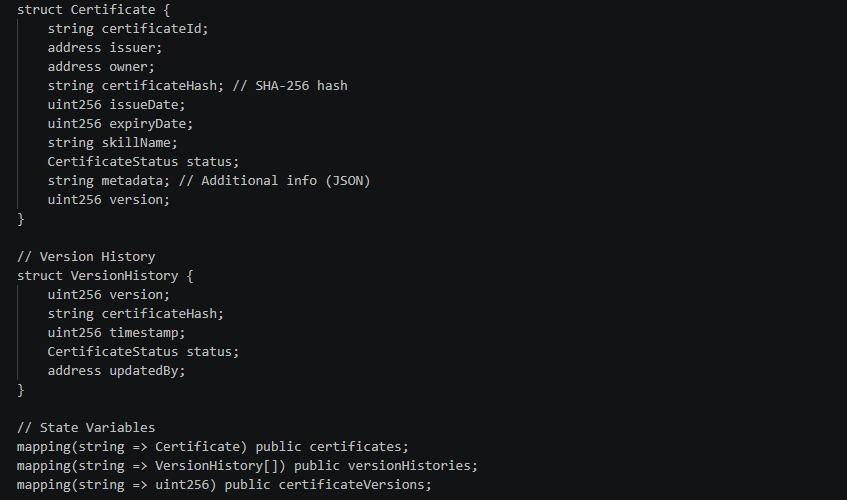 struct Certificate {
    string certificateId;
    address issuer;
    address owner;
    string certificateHash; // SHA-256 hash
    uint256 issueDate;
    uint256 expiryDate;
    string skillName;
    CertificateStatus status;
    string metadata; // Additional info (JSON)
    uint256 version;
}

// Version History
struct VersionHistory {
    uint256 version;
    string certificateHash;
    uint256 timestamp;
    CertificateStatus status;
    address updatedBy;
}

// State Variables
mapping(string => Certificate) public certificates;
mapping(string => VersionHistory[]) public versionHistories;
mapping(string => uint256) public certificateVersions;